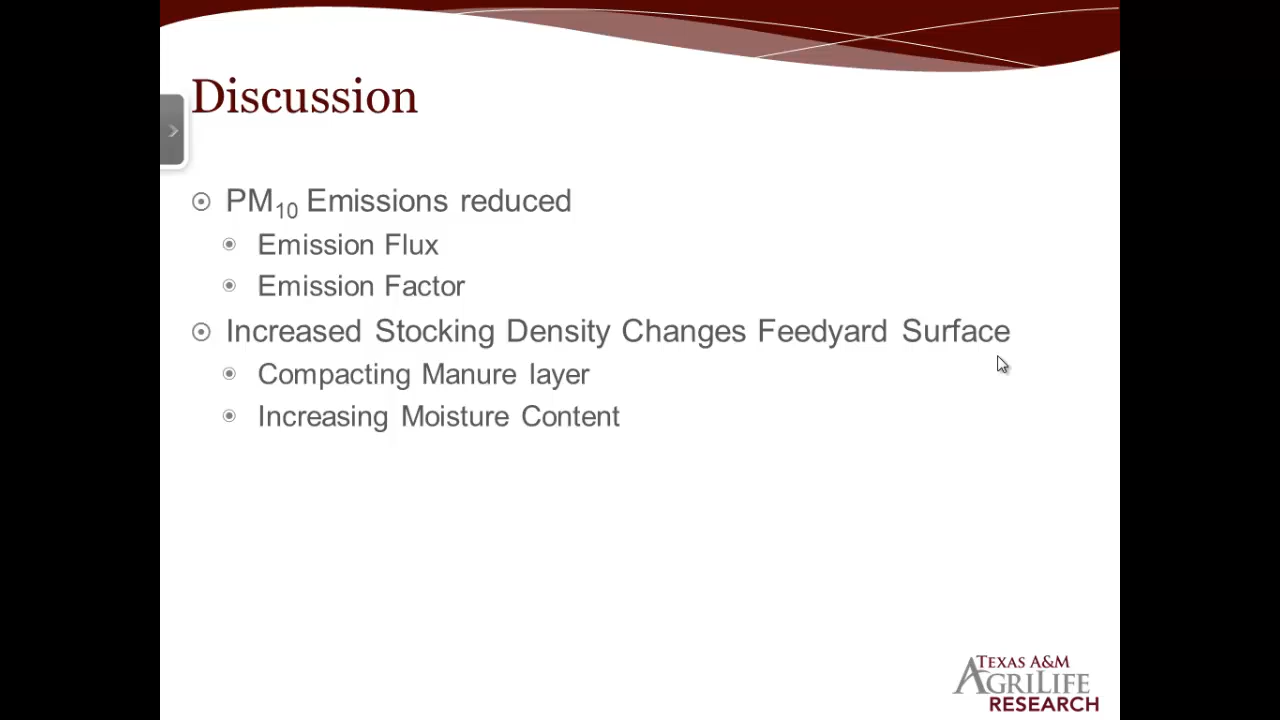 Discussion
PM10 Emissions reduced
Emission Flux
Emission Factor
Increased Stocking Density Changes Feedyard Surface
Compacting Manure layer
Increasing Moisture Content
TEXAS A&M
AGRILIFE
RESEARCH